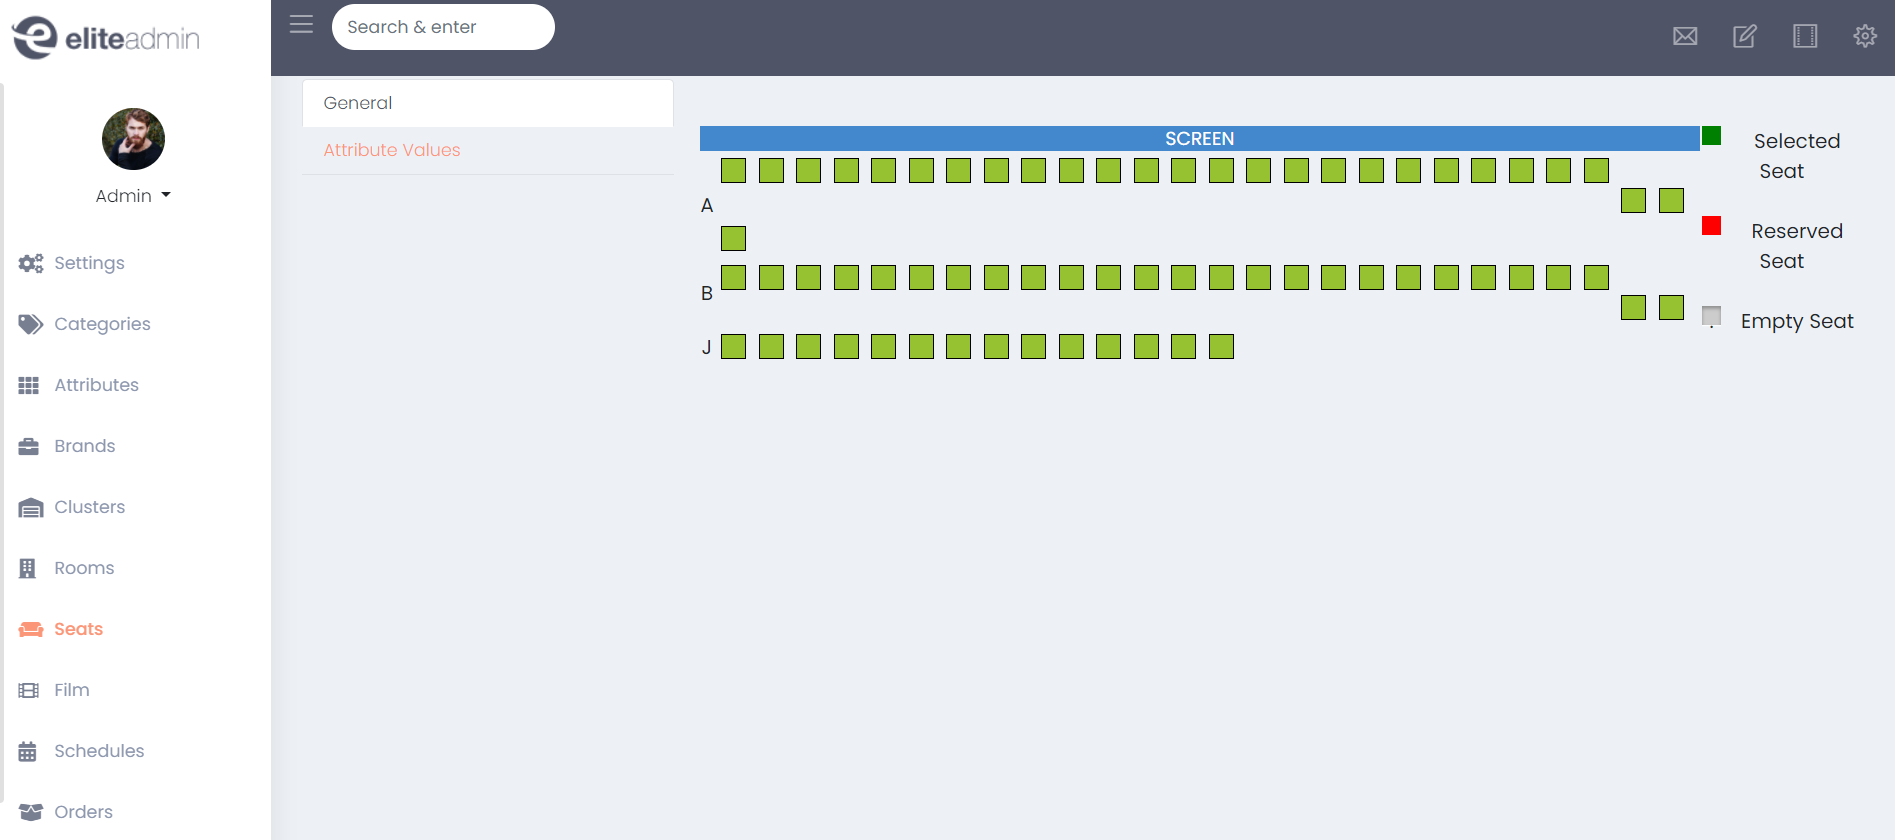 eliteadmin
Search & enter
Admin
Settings
Categories
Attributes
Brands
Clusters
Rooms
Seats
Film
Schedules
Orders
General
Attribute Values
SCREEN
A
B
J
Selected
Seat
Reserved
Seat
Empty Seat